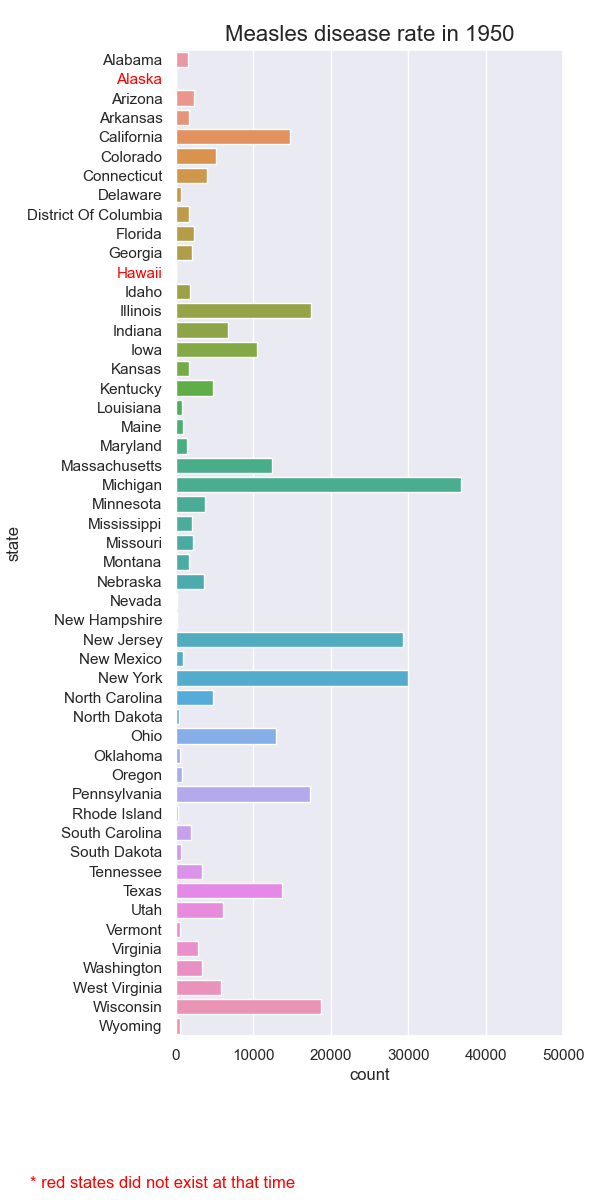 Measles disease rate in 1950
Alabama
Alaska
Arizona
Arkansas
California
Colorado
Connecticut
Delaware
District Of Columbia
Florida
Georgia
Hawaii
Idaho
Illinois
Indiana
Iowa
Kansas
Kentucky
Louisiana
Maine
Maryland
Massachusetts
Michigan
Minnesota
Mississippi
Missouri
Montana
Nebraska
Nevada
New Hampshire
New Jersey
New Mexico
New York
North Carolina
North Dakota
Ohio
Oklahoma
Oregon
Pennsylvania
Rhode Island
South Carolina
South Dakota
Tennessee
Texas
Utah
Vermont
Virginia
Washington
West Virginia
Wisconsin
Wyoming
state
0 10000 20000 30000 40000 50000
count
* red states did not exist at that time